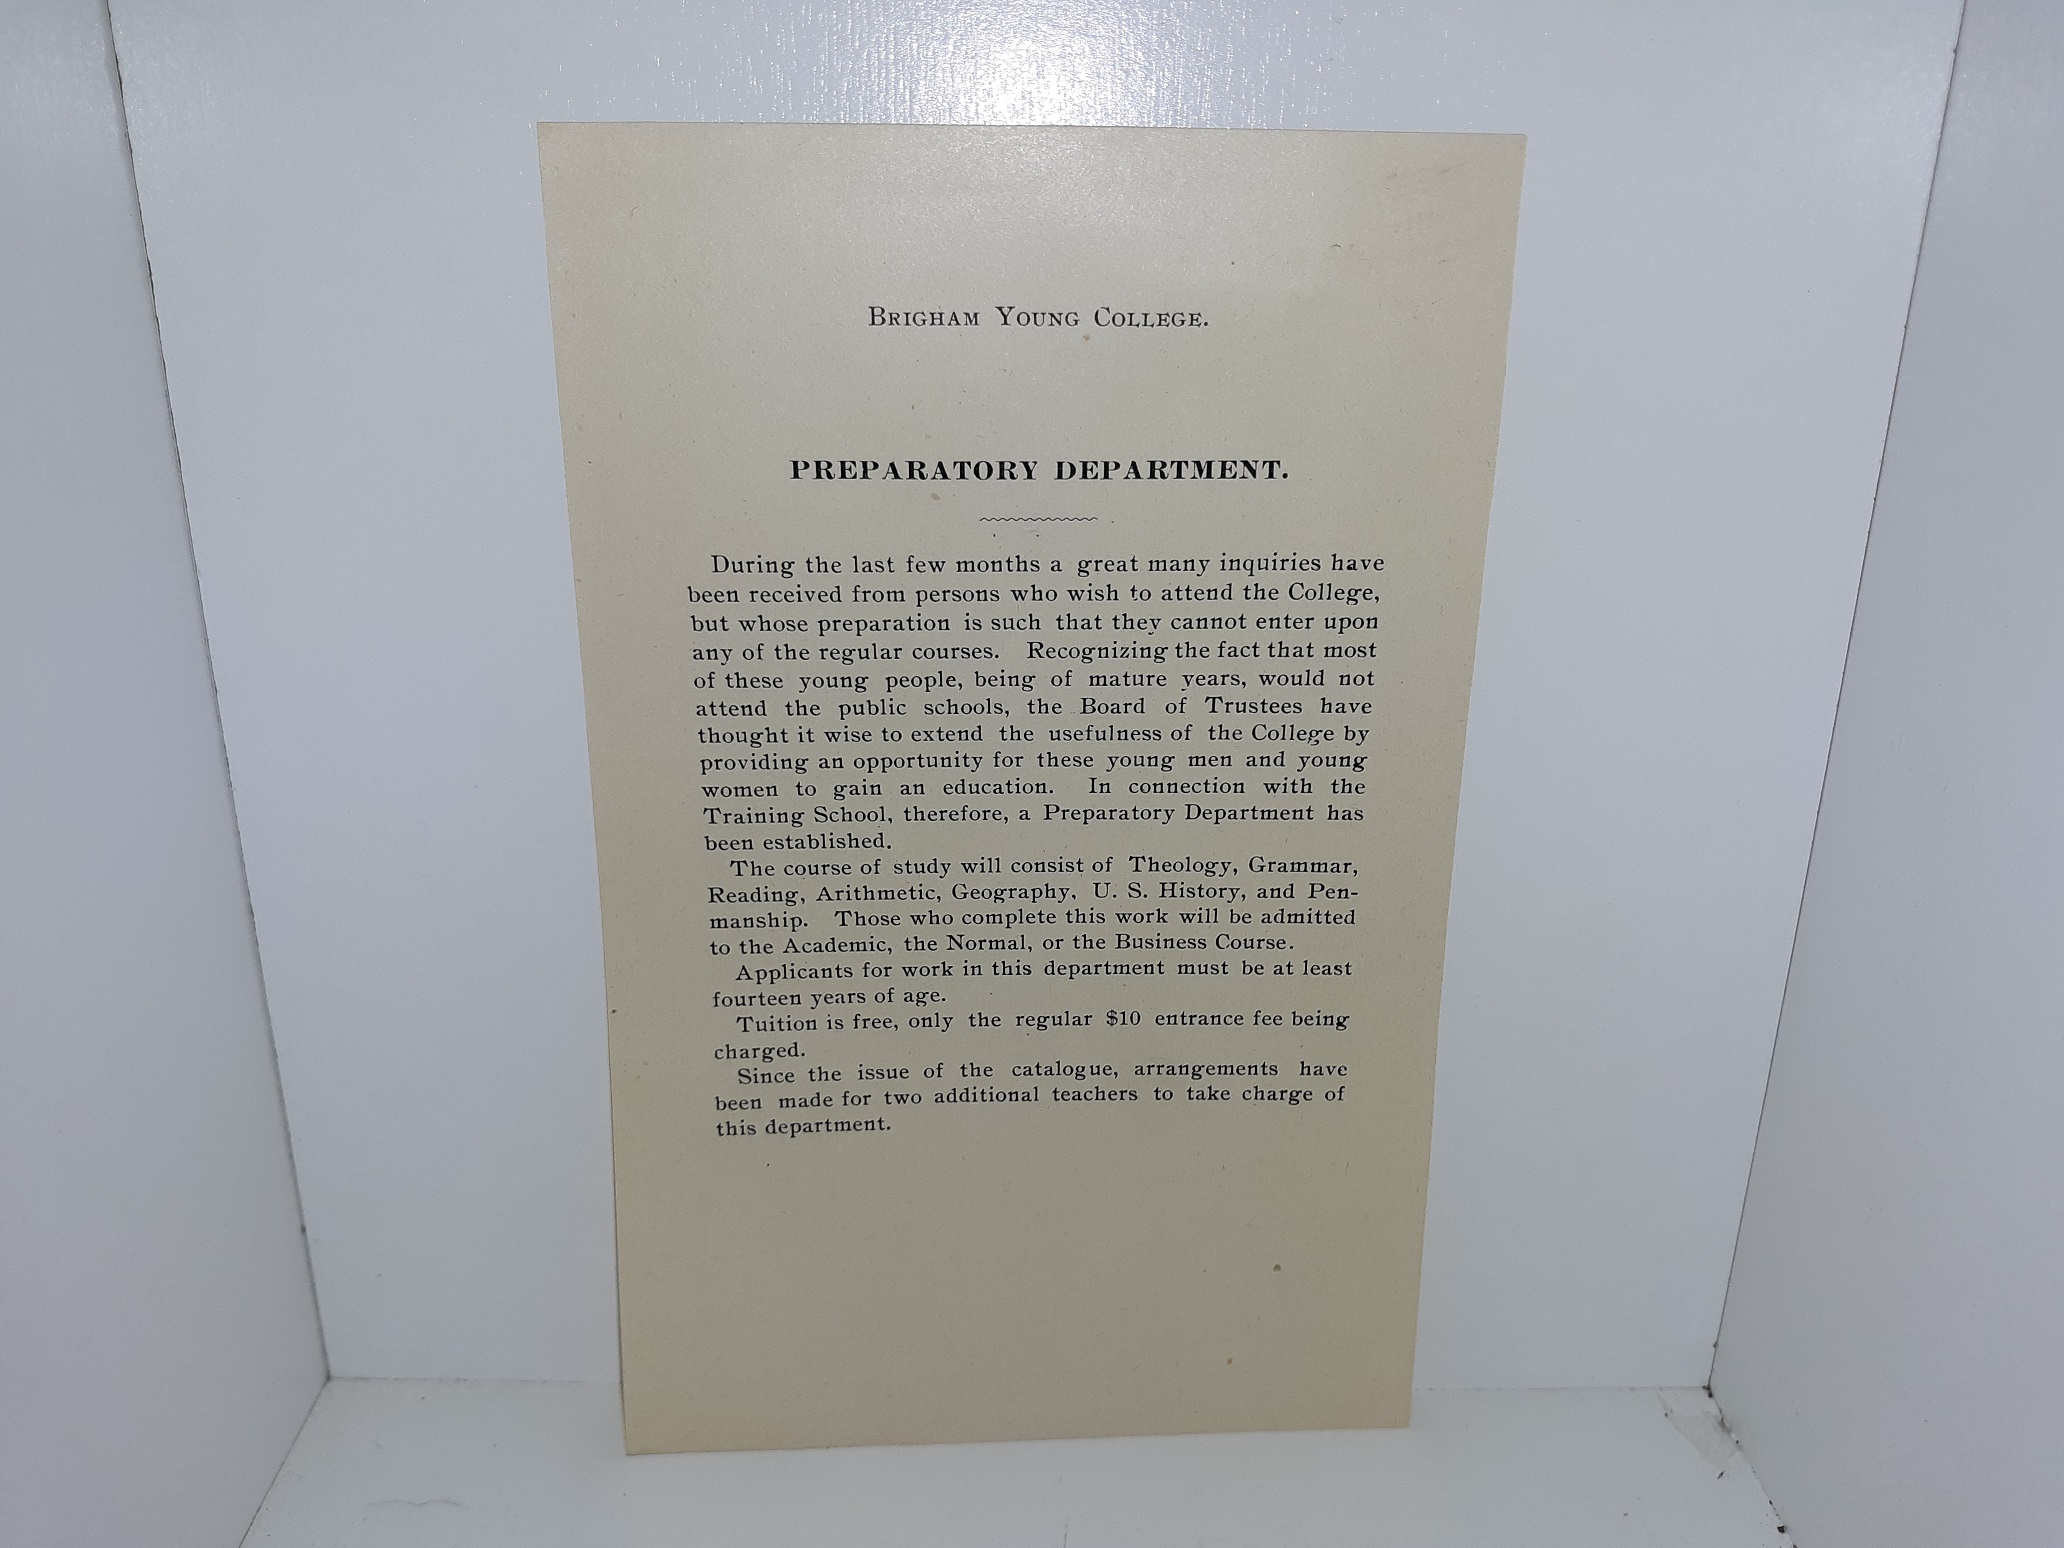 Brigham Young College.
PREPARATORY DEPARTMENT.
During the last few months a great many inquiries have
been received from persons who wish to attend the College,
but whose preparation is such that they cannot enter upon
any of the regular courses. Recognizing the fact that most
of these young people, being of mature years, would not
attend the public schools, the Board of Trustees have
thought it wise to extend the usefulness of the College by
providing an opportunity for these young men and young
women to gain an education. In connection with the
Training School, therefore, a Preparatory Department has
been established.
The course of study will consist of Theology, Grammar,
Reading, Arithmetic, Geography, U. S. History, and Pen-
manship. Those who complete this work will be admitted
to the Academic, the Normal, or the Business Course.
Applicants for work in this department must be at least
fourteen years of age.
Tuition is free, only the regular $10 entrance fee being
charged.
Since the issue of the catalogue, arrangements have
been made for two additional teachers to take charge of
this department.